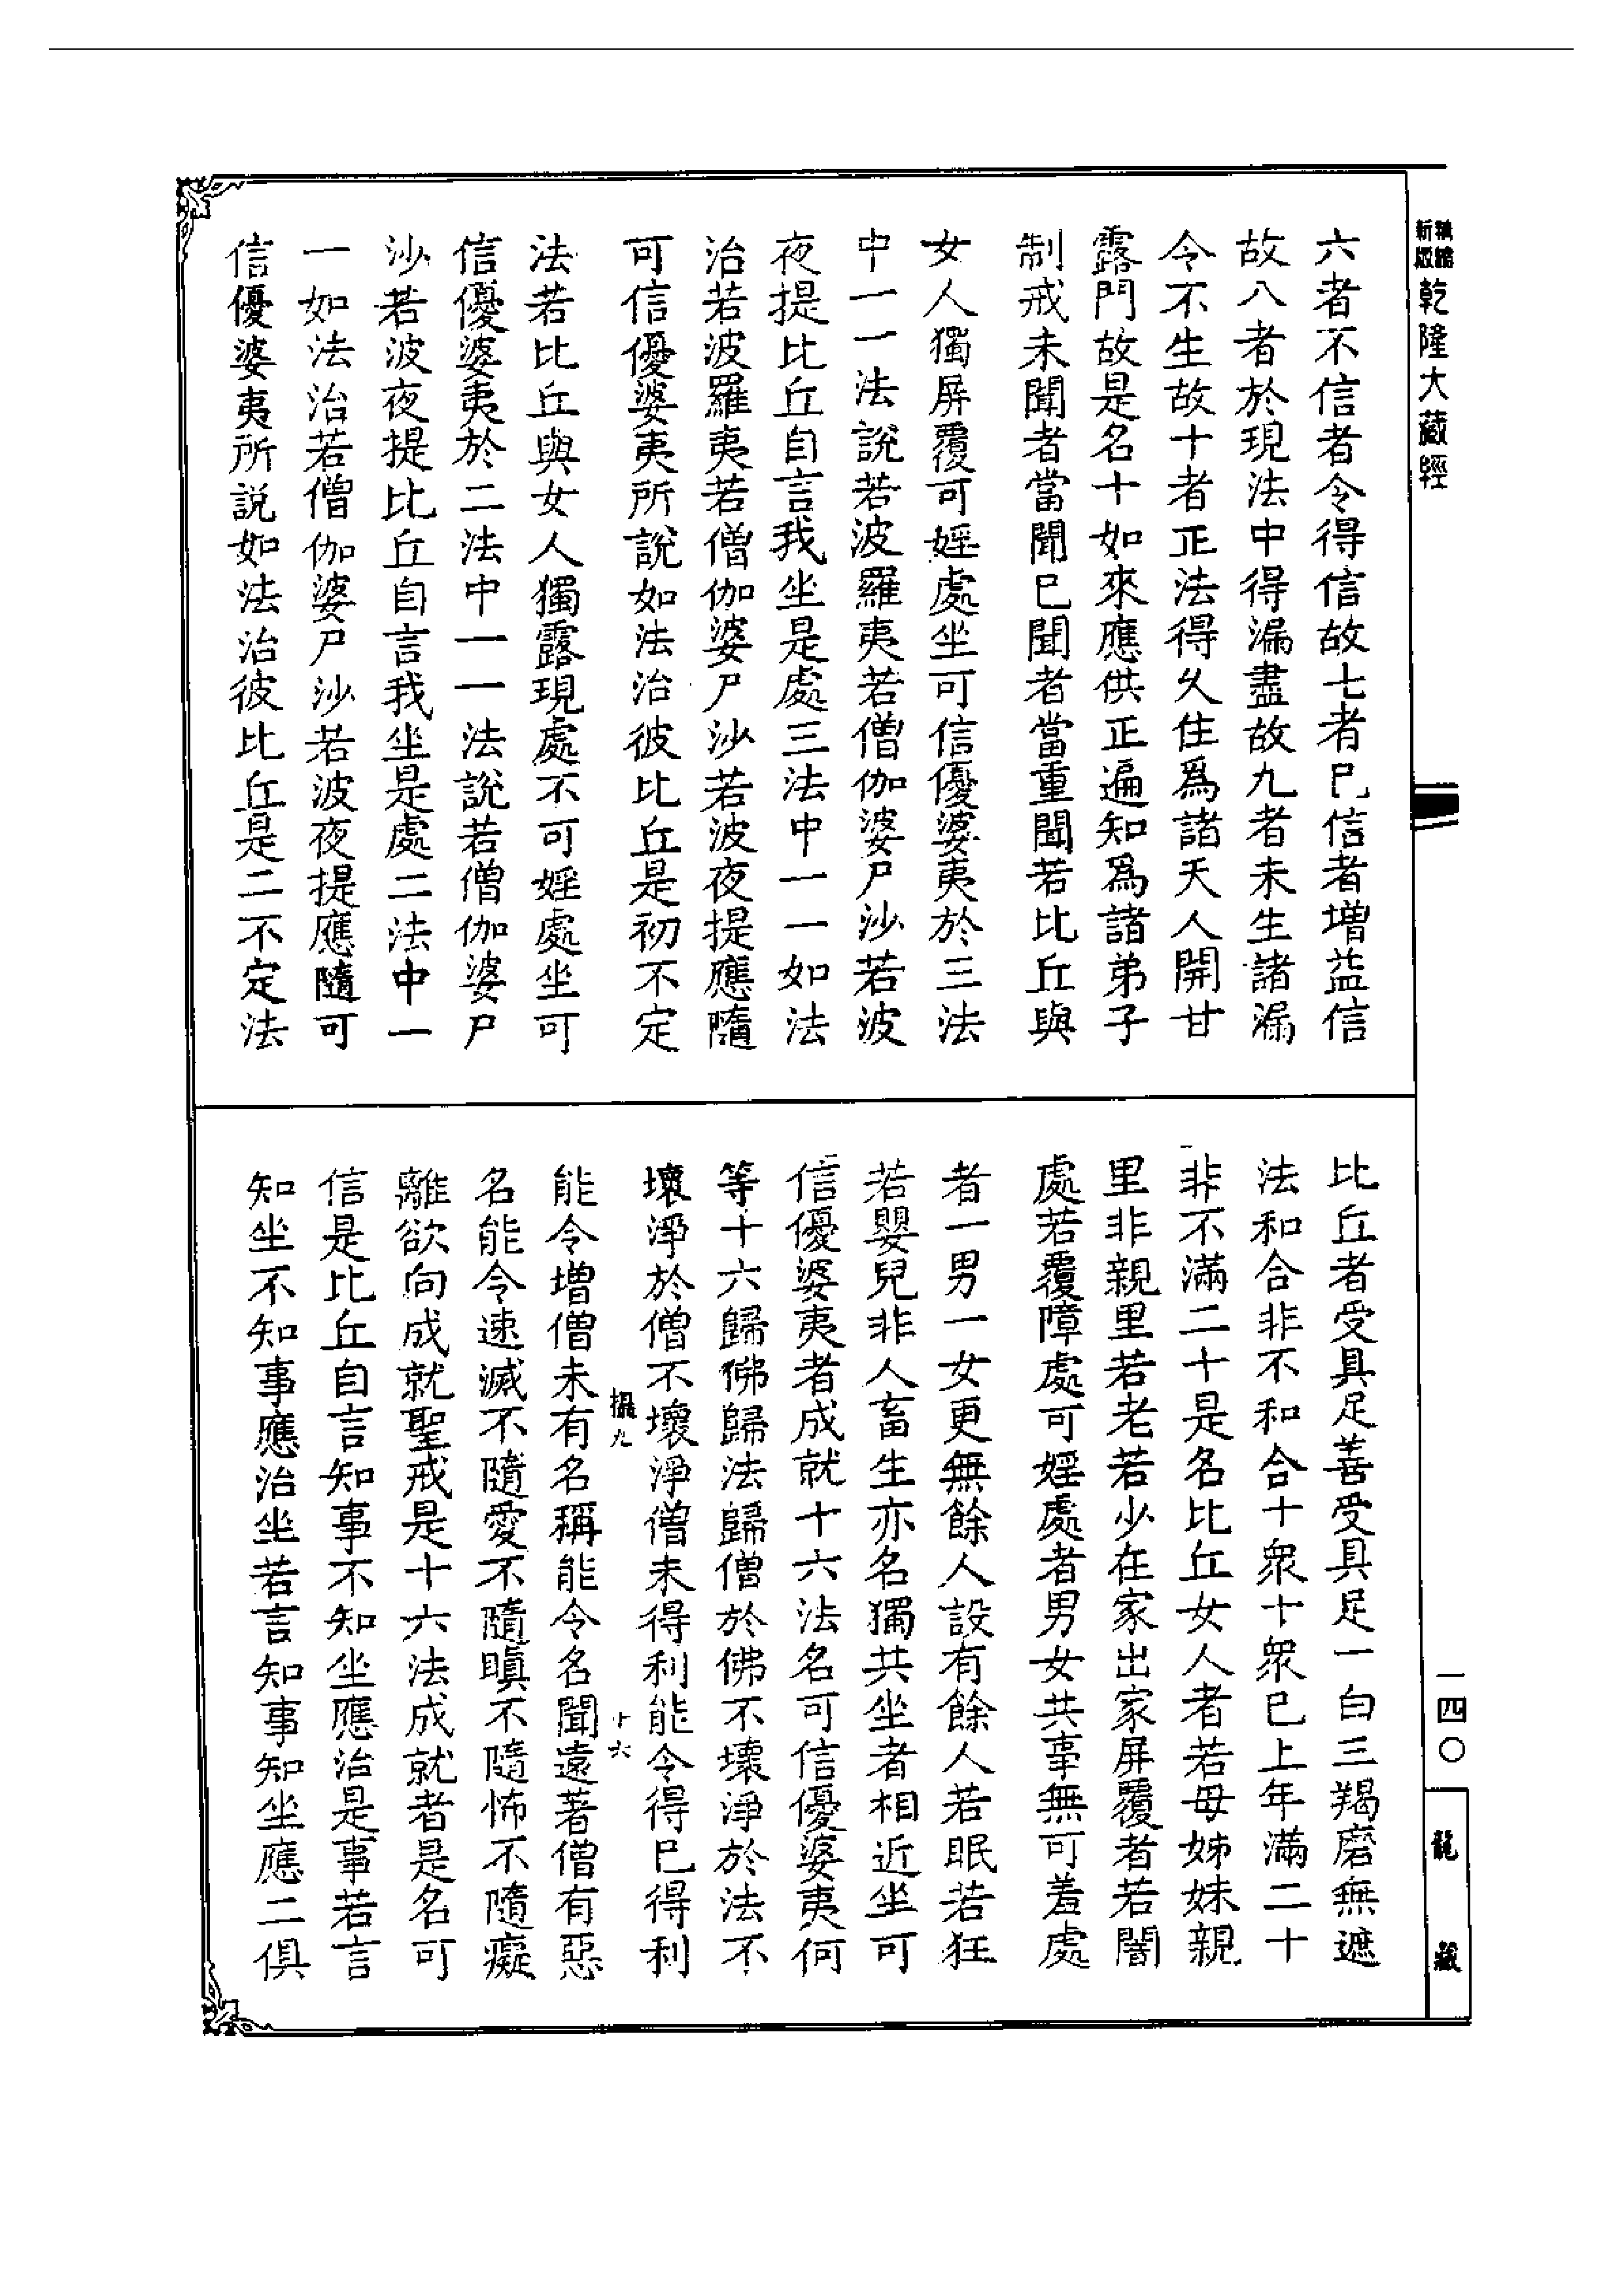 精縮新版乾隆大藏經
六者不信者令得信故七者巳信者增益信
故八者於現法中得漏盡故九者未生諸漏
令不生故十者正法得久住爲諸天人開甘
露門故是名十如來應供正遍知爲諸弟子
制戒未聞者當聞巳聞者當重聞若比丘與
女人獨屏覆可婬處坐可信優婆夷於三法
中一一法說若波羅夷若僧伽婆尸沙若波
夜提比丘自言我坐是處三法中一一如法
治若波羅夷若僧伽婆尸沙若波夜提應隨
可信優婆夷所說如法治彼比丘是初不定
法若比丘與女人獨露現處不可婬處坐可
信優婆夷於二法中一一法說若僧伽婆尸
沙若波夜提比丘自言我坐是處二法中一
一如法治若僧伽婆尸沙若波夜提應隨可
信優婆夷所說如法治彼比丘是二不定法
比丘者受具足善受具足一白三羯磨無遮
法和合非不和合十衆十衆巳上年滿二十
非不滿二十是名比丘女人者若母姊妹親
里非親里若老若少在家出家屏覆者若闇
處若覆障處可婬處者男女共事無可羞處
者一男一女更無餘人設有餘人若眠若狂
若嬰兒非人畜生亦名獨共坐者相近坐可
信優婆夷者成就十六法名可信優婆夷何
等十六歸佛歸法歸僧於佛不壞淨於法不
壞淨於僧不壞淨僧未得利能令得巳得利
攝九 十六
能令增僧未有名稱能令名聞遠著僧有惡
名能令速滅不隨愛不隨瞋不隨怖不隨癡
離欲向成就聖戒是十六法成就者是名可
信是比丘自言知事不知坐應治是事若言
知坐不知事應治坐若言知事知坐應二俱
一四〇
龍藏